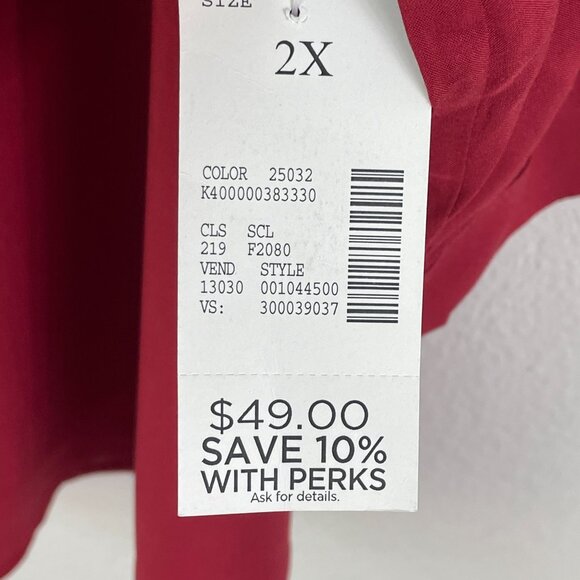 SIZE
2X
COLOR 25032
K400000383330
CLS SCL
219 F2080
VEND STYLE
13030 001044500
VS: 300039037
$49.00
SAVE 10%
WITH PERKS
Ask for details.